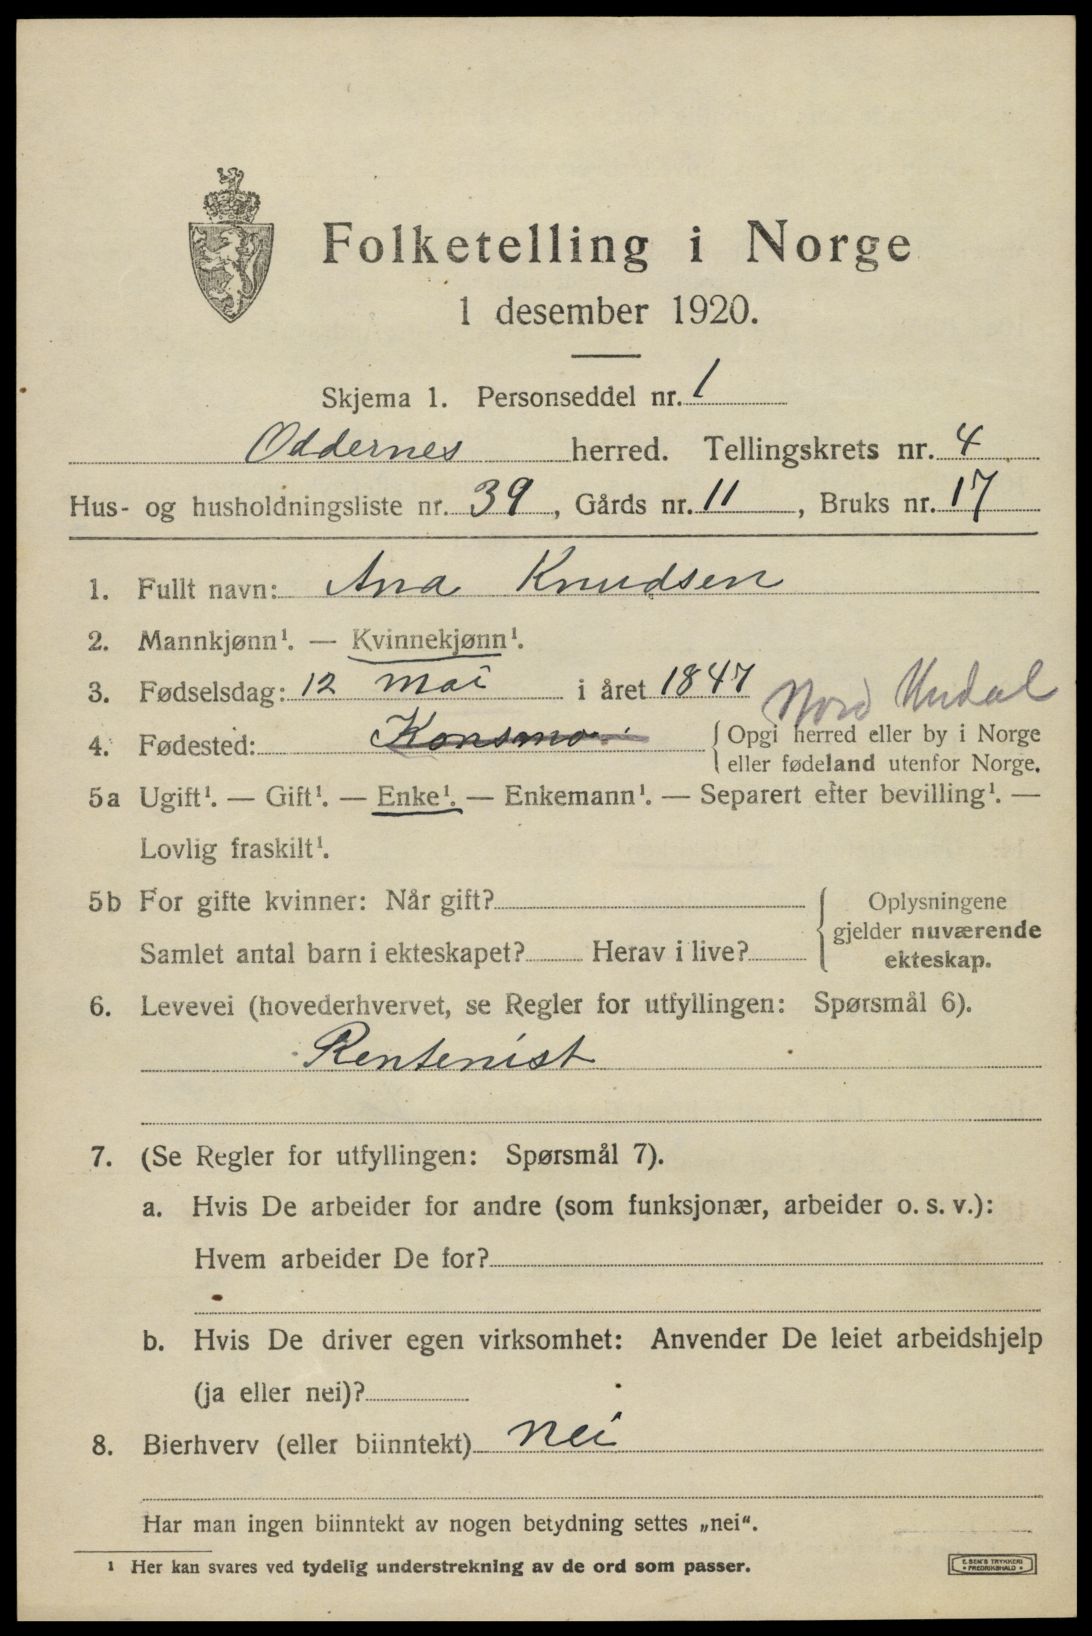 Folketelling i Norge
1 desember 1920.
Skjema 1. Personseddel nr. 1
Oddernes herred. Tellingskrets nr. 4
Hus- og husholdningsliste nr. 39, Gårds nr. 11, Bruks nr. 17
1. Fullt navn: Ana Knudsen
2. Mannkjønn¹. — Kvinnekjønn¹.
3. Fødselsdag: 12 mai i året 1847
Nord Undal
4. Fødested: Konsmo { Opgi herred eller by i Norge
eller fødeland utenfor Norge.
5a Ugift¹. — Gift¹. — Enke¹. — Enkemann¹. — Separert efter bevilling¹. —
Lovlig fraskilt¹.
5b For gifte kvinner: Når gift? { Oplysningene
gjelder nuværende
Samlet antal barn i ekteskapet? Herav i live? ekteskap.
6. Levevei (hovederhvervet, se Regler for utfyllingen: Spørsmål 6).
Rentenist
7. (Se Regler for utfyllingen: Spørsmål 7).
a. Hvis De arbeider for andre (som funksjonær, arbeider o. s. v.):
Hvem arbeider De for?
b. Hvis De driver egen virksomhet: Anvender De leiet arbeidshjelp
(ja eller nei)?
8. Bierhverv (eller biinntekt) nei
Har man ingen biinntekt av nogen betydning settes „nei“.
¹ Her kan svares ved tydelig understrekning av de ord som passer.
E. SEM'S TRYKKERI
FREDRIKSHALD